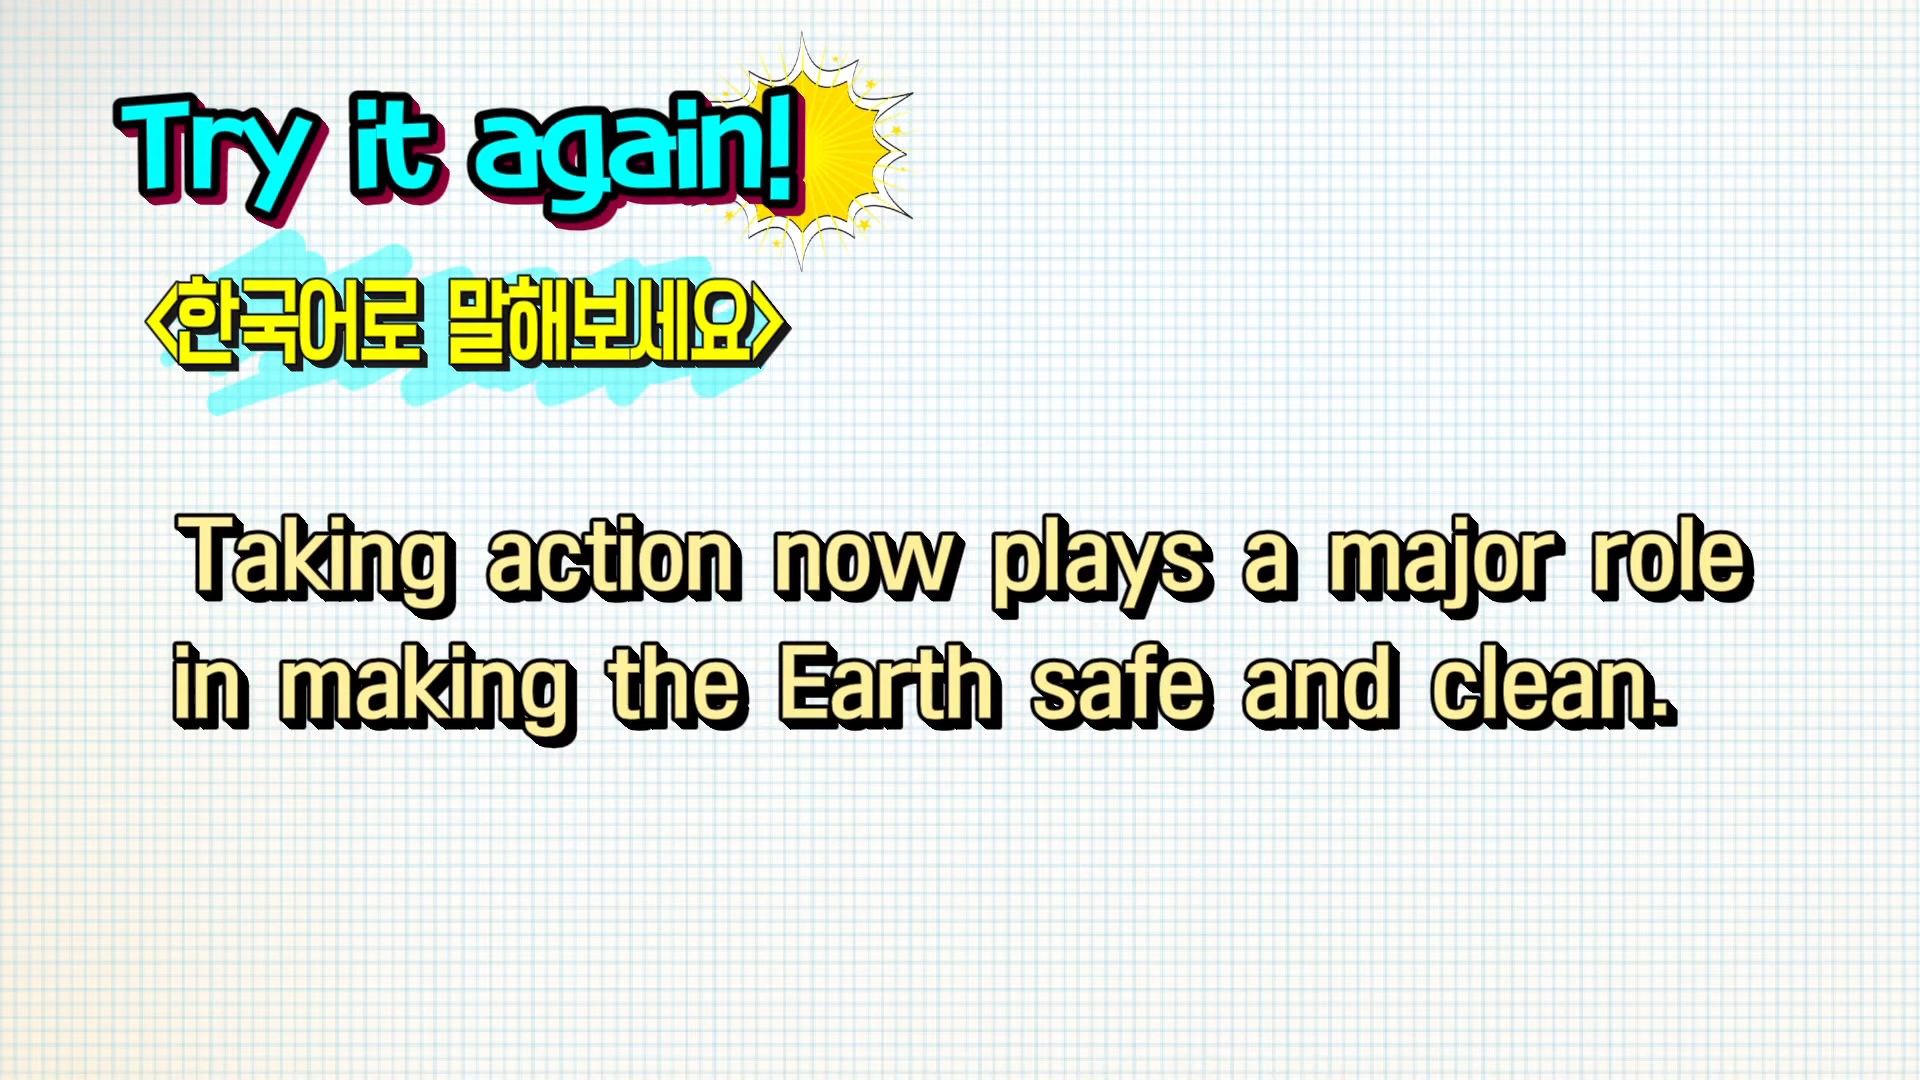 Try it again!
<한국어로 말해보세요>
Taking action now plays a major role
in making the Earth safe and clean.